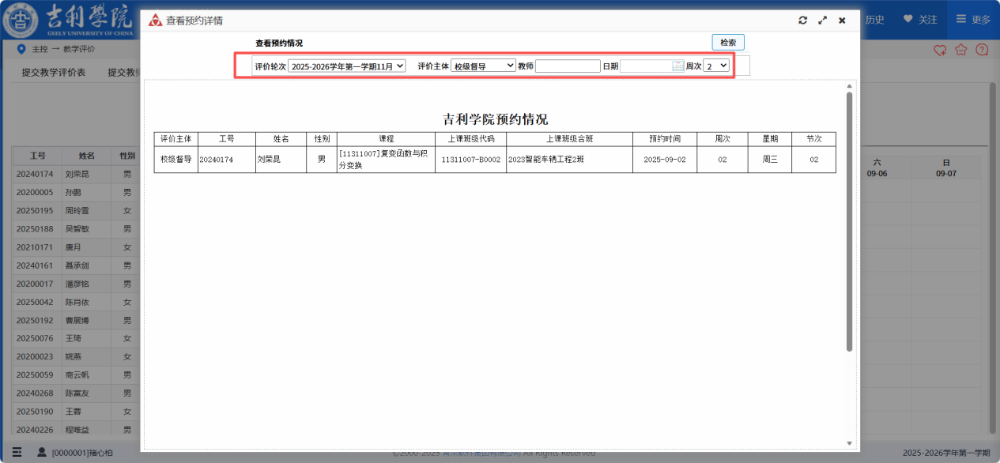 吉利學院
GEELY UNIVERSITY OF CHINA
查看预约详情
历史
关注
更多
主控 → 教学评价
查看预约情况
检索
提交教学评价表
提交教师
评价轮次 2025-2026学年第一学期11月 评价主体 校级督导 教师 日期 周次 2
吉利学院预约情况
评价主体 工号 姓名 性别 课程 上课班级代码 上课班级合班 预约时间 周次 星期 节次
校级督导 20240174 刘荣昆 男 [11311007]复变函数与积分变换 11311007-B0002 2023智能车辆工程2班 2025-09-02 02 周三 02
工号 姓名 性别
六
09-06
日
09-07
20240174 刘荣昆 男
20200005 孙鹏 男
20250195 周玲雪 女
20250188 吴智敏 男
20210171 唐月 女
20240161 聂承剑 男
20200017 潘彦铭 男
20250042 陈肖依 女
20250192 曹展博 男
20250076 王琦 女
20200023 姚燕 女
20250059 商云帆 男
20240268 陈富友 男
20250190 王蓉 女
20240226 程唯益 男
[0000001]褚心柏
©2000-2025 青果软件集团有限公司 All Rights Reserved
2025-2026学年第一学期